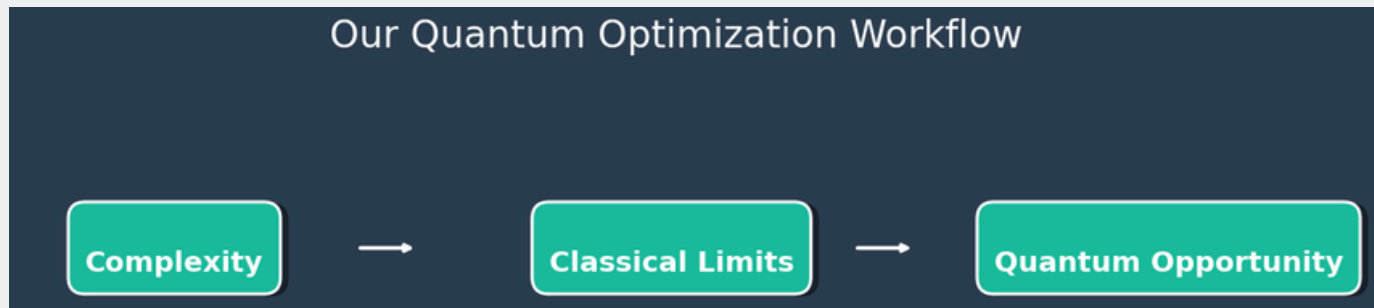 Our Quantum Optimization Workflow
Complexity
Classical Limits
Quantum Opportunity